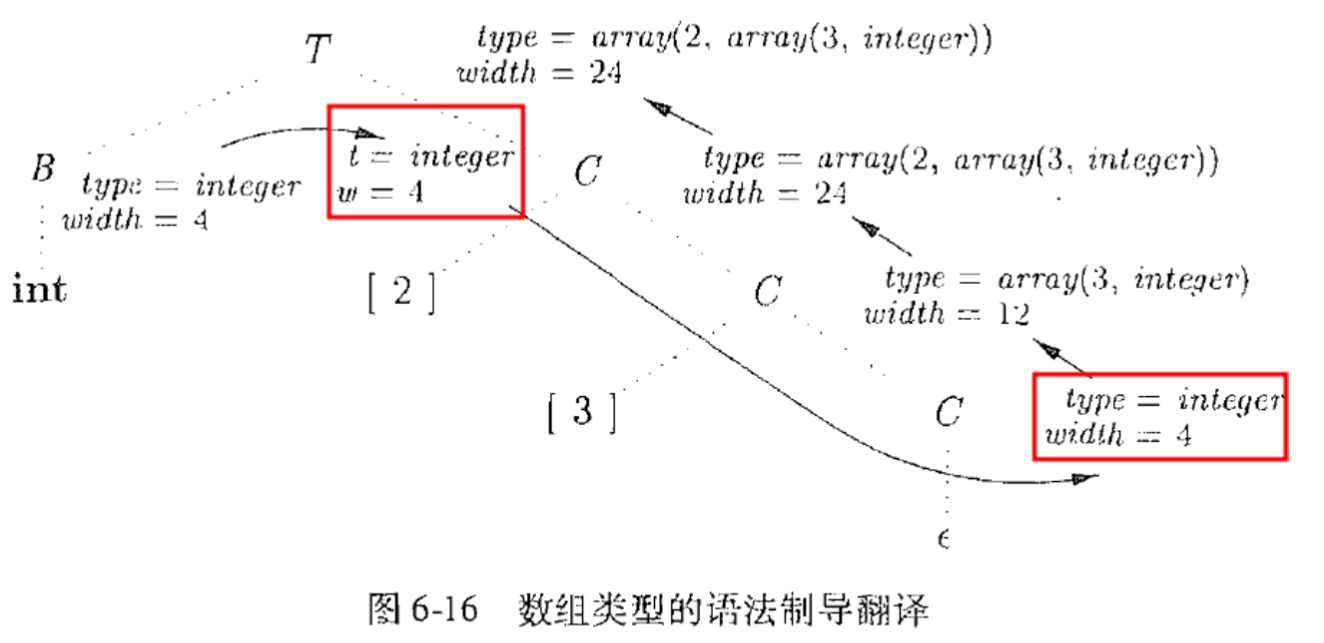 T
type = array(2, array(3, integer))
width = 24
B
type = integer
width = 4
t = integer
w = 4
C
type = array(2, array(3, integer))
width = 24
int
[ 2 ]
C
type = array(3, integer)
width = 12
[ 3 ]
C
type = integer
width = 4
ϵ
图 6-16 数组类型的语法制导翻译